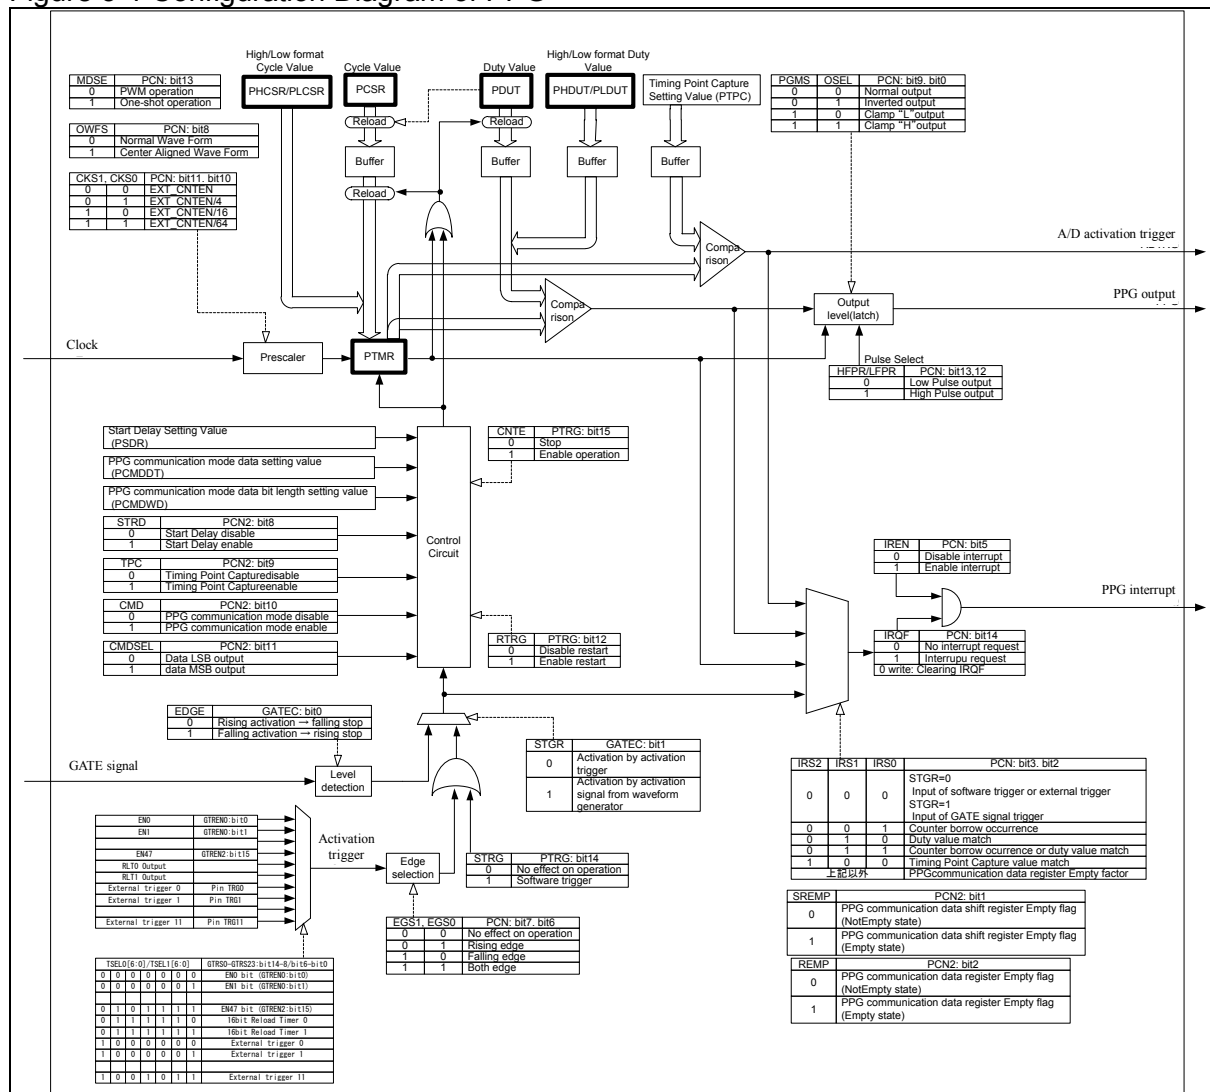 Figure 3-1 Configuration Diagram of PPG
High/Low format Cycle Value
Cycle Value
Duty Value
High/Low format Duty Value
MDSE PCN: bit13
0 PWM operation
1 One-shot operation
PHCSR/PLCSR
PCSR
PDUT
PHDUT/PLDUT
Timing Point Capture
Setting Value (PTPC)
PGMS OSEL PCN: bit9. bit0
0 0 Normal output
0 1 Inverted output
1 0 Clamp “L”output
1 1 Clamp “H”output
OWFS PCN: bit8
0 Normal Wave Form
1 Center Aligned Wave Form
Reload
Reload
Buffer
Buffer
Buffer
Buffer
Reload
CKS1, CKS0 PCN: bit11. bit10
0 0 EXT_CNTEN
0 1 EXT_CNTEN/4
1 0 EXT_CNTEN/16
1 1 EXT_CNTEN/64
Compa
rison
A/D activation trigger
Compa
rison
Output
level(latch)
PPG output
Clock
Prescaler
PTMR
Pulse Select
HFPR/LFPR PCN: bit13,12
0 Low Pulse output
1 High Pulse output
Start Delay Setting Value
(PSDR)
PPG communication mode data setting value
(PCMDDT)
PPG communication mode data bit length setting value
(PCMDWD)
CNTE PTRG: bit15
0 Stop
1 Enable operation
STRD PCN2: bit8
0 Start Delay disable
1 Start Delay enable
Control
Circuit
TPC PCN2: bit9
0 Timing Point Capturedisable
1 Timing Point Captureenable
CMD PCN2: bit10
0 PPG communication mode disable
1 PPG communication mode enable
CMDSEL PCN2: bit11
0 Data LSB output
1 data MSB output
RTRG PTRG: bit12
0 Disable restart
1 Enable restart
IREN PCN: bit5
0 Disable interrupt
1 Enable interrupt
PPG interrupt
IRQF PCN: bit14
0 No interrupt request
1 Interrupu request
0 write: Clearing IRQF
EDGE GATEC: bit0
0 Rising activation → falling stop
1 Falling activation → rising stop
GATE signal
Level
detection
STGR GATEC: bit1
0 Activation by activation
trigger
1 Activation by activation
signal from waveform
generator
IRS2 IRS1 IRS0 PCN: bit3. bit2
0 0 0 STGR=0
Input of software trigger or external trigger
STGR=1
Input of GATE signal trigger
0 0 1 Counter borrow occurrence
0 1 0 Duty value match
0 1 1 Counter borrow ocurrence or duty value match
1 0 0 Timing Point Capture value match
上記以外 PPGcommunication data register Empty factor
EN0 GTREN0:bit0
EN1 GTREN0:bit1
EN47 GTREN2:bit15
RLT0 Output
RLT1 Output
External trigger 0 Pin TRG0
External trigger 1 Pin TRG1
External trigger 11 Pin TRG11
Activation
trigger
Edge
selection
STRG PTRG: bit14
0 No effect on operation
1 Software trigger
EGS1, EGS0 PCN: bit7, bit6
0 0 No effect on operation
0 1 Rising edge
1 0 Falling edge
1 1 Both edge
SREMP PCN2: bit1
0 PPG communication data shift register Empty flag
(NotEmpty state)
1 PPG communication data shift register Empty flag
(Empty state)
REMP PCN2: bit2
0 PPG communication data register Empty flag
(NotEmpty state)
1 PPG communication data register Empty flag
(Empty state)
TSEL0[6:0]/TSEL1[6:0] GTRS0-GTRS23:bit14-8/bit6-bit0
0 0 0 0 0 0 0 EN0 bit (GTREN0:bit0)
0 0 0 0 0 0 1 EN1 bit (GTREN0:bit1)
0 1 0 1 1 1 1 EN47 bit (GTREN2:bit15)
0 1 1 1 1 1 0 16bit Reload Timer 0
0 1 1 1 1 1 1 16bit Reload Timer 1
1 0 0 0 0 0 0 External trigger 0
1 0 0 0 0 0 1 External trigger 1
1 0 0 1 0 1 1 External trigger 11